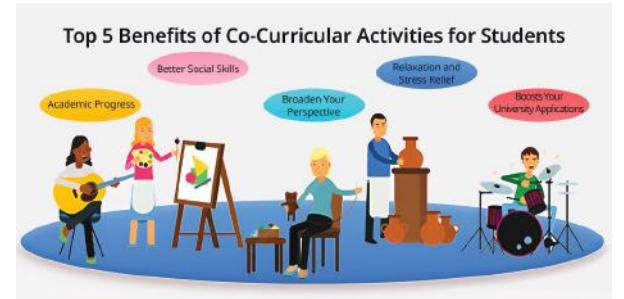 Top 5 Benefits of Co-Curricular Activities for Students
Better Social Skills
Relaxation and
Stress Relief
Academic Progress
Broaden Your
Perspective
Boosts Your
University Applications